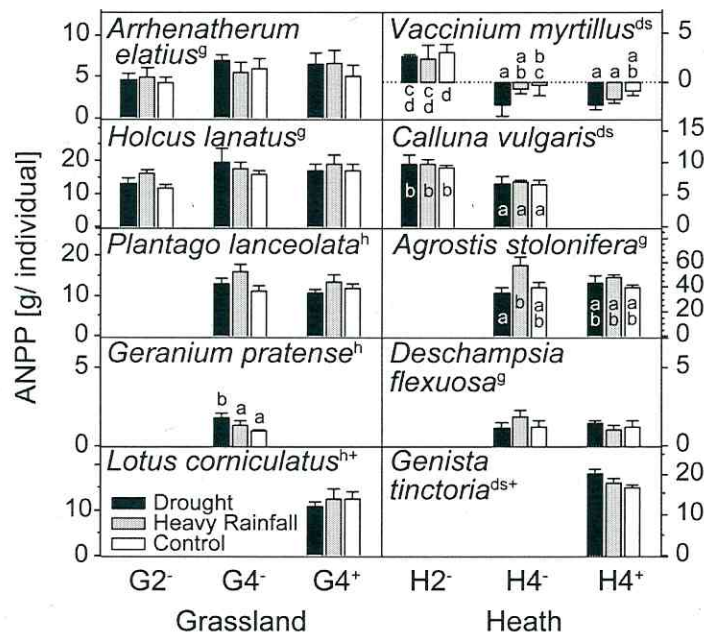 ANPP [g/ individual]
Arrhenatherum
elatius^g
10
5
0
Vaccinium myrtillus^ds
5
0
c d
c d
d
a
a b
b c
a
a
a b
Holcus lanatus^g
20
10
0
Calluna vulgaris^ds
15
10
5
0
b
b
b
a
a
a
Plantago lanceolata^h
20
10
0
Agrostis stolonifera^g
60
40
20
0
a
b
a b
a b
a b
a b
Geranium pratense^h
5
0
b
a
a
Deschampsia
flexuosa^g
5
0
Lotus corniculatus^h+
10
0
Drought
Heavy Rainfall
Control
Genista
tinctoria^ds+
20
10
0
G2⁻ G4⁻ G4⁺ H2⁻ H4⁻ H4⁺
Grassland Heath